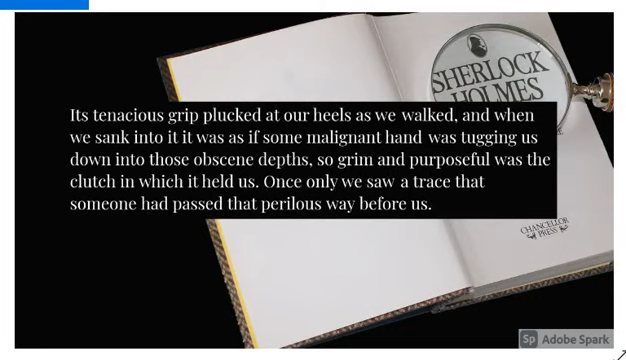 SHERLOCK
HOLMES
Its tenacious grip plucked at our heels as we walked, and when
we sank into it it was as if some malignant hand was tugging us
down into those obscene depths, so grim and purposeful was the
clutch in which it held us. Once only we saw a trace that
someone had passed that perilous way before us.
CHANCELLOR
PRESS
Sp Adobe Spark